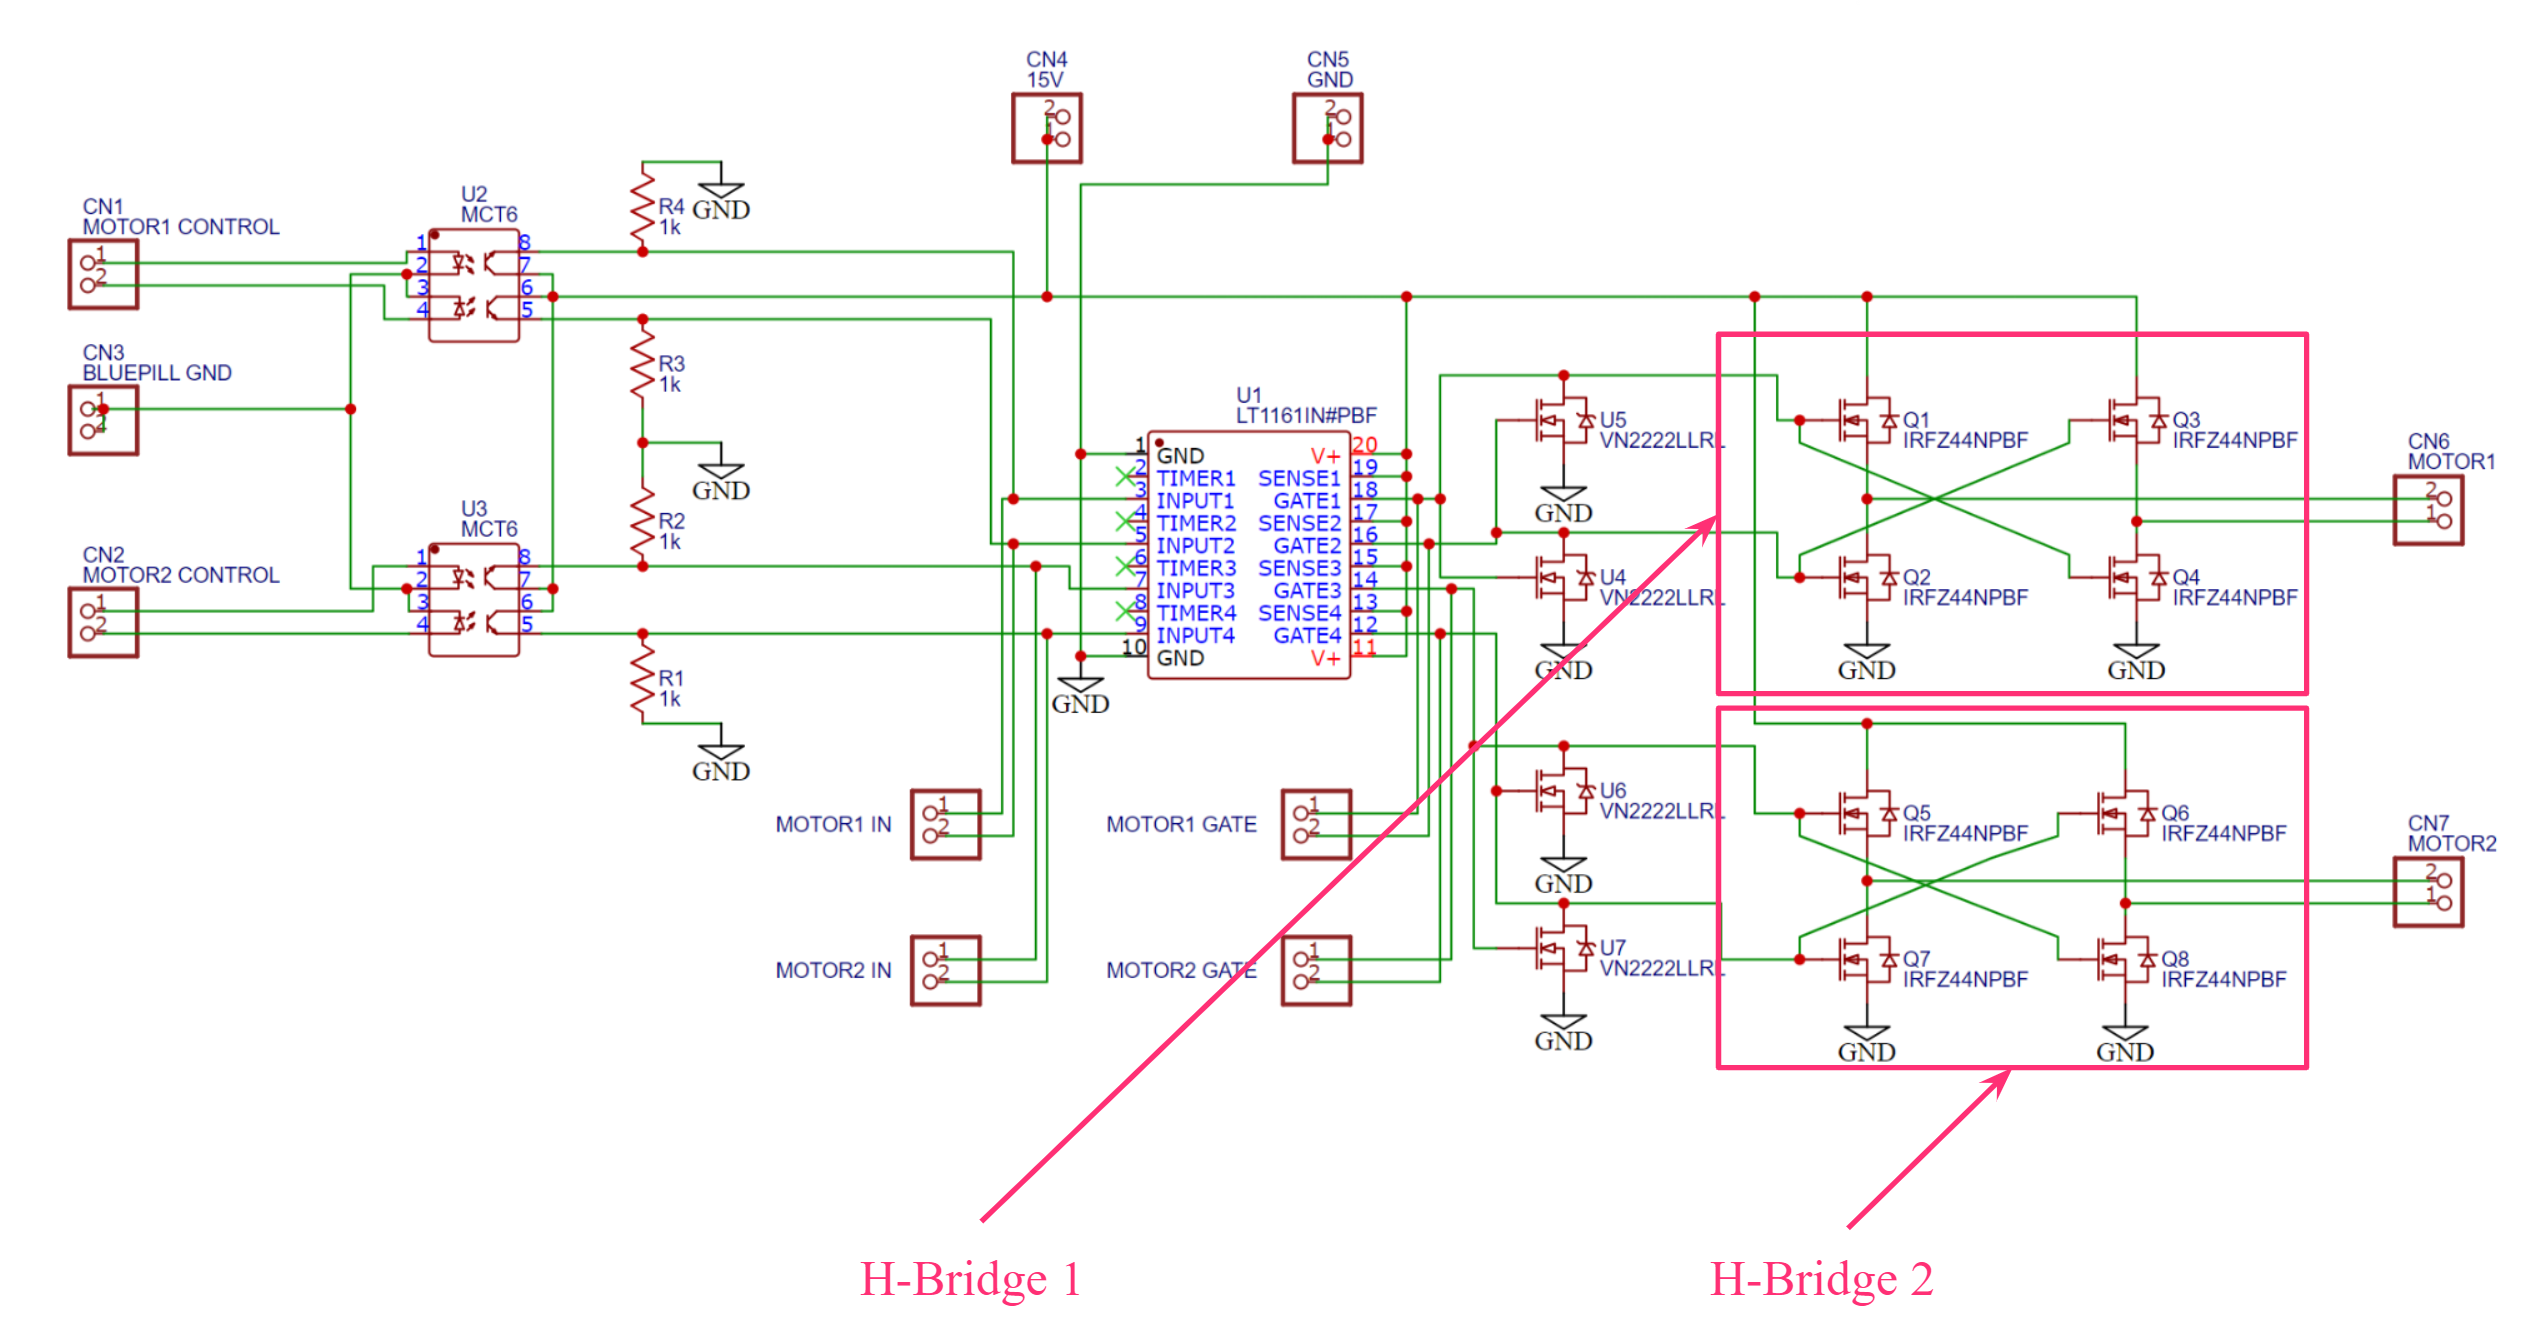 CN4
15V
2
1
CN5
GND
2
1
CN1
MOTOR1 CONTROL
1
2
U2
MCT6
1
2
3
4
8
7
6
5
R4
1k
GND
CN3
BLUEPILL GND
1
2
R3
1k
GND
R2
1k
U3
MCT6
1
2
3
4
8
7
6
5
CN2
MOTOR2 CONTROL
1
2
R1
1k
GND
U1
LT1161IN#PBF
1 GND
2 TIMER1
3 INPUT1
4 TIMER2
5 INPUT2
6 TIMER3
7 INPUT3
8 TIMER4
9 INPUT4
10 GND
V+ 20
SENSE1 19
GATE1 18
SENSE2 17
GATE2 16
SENSE3 15
GATE3 14
SENSE4 13
GATE4 12
V+ 11
GND
MOTOR1 IN
1
2
MOTOR2 IN
1
2
MOTOR1 GATE
1
2
MOTOR2 GATE
1
2
U5
VN2222LLRL
GND
U4
VN2222LLRL
GND
U6
VN2222LLRL
GND
U7
VN2222LLRL
GND
Q1
IRFZ44NPBF
Q3
IRFZ44NPBF
Q2
IRFZ44NPBF
Q4
IRFZ44NPBF
GND
GND
CN6
MOTOR1
2
1
Q5
IRFZ44NPBF
Q6
IRFZ44NPBF
Q7
IRFZ44NPBF
Q8
IRFZ44NPBF
GND
GND
CN7
MOTOR2
2
1
H-Bridge 1
H-Bridge 2